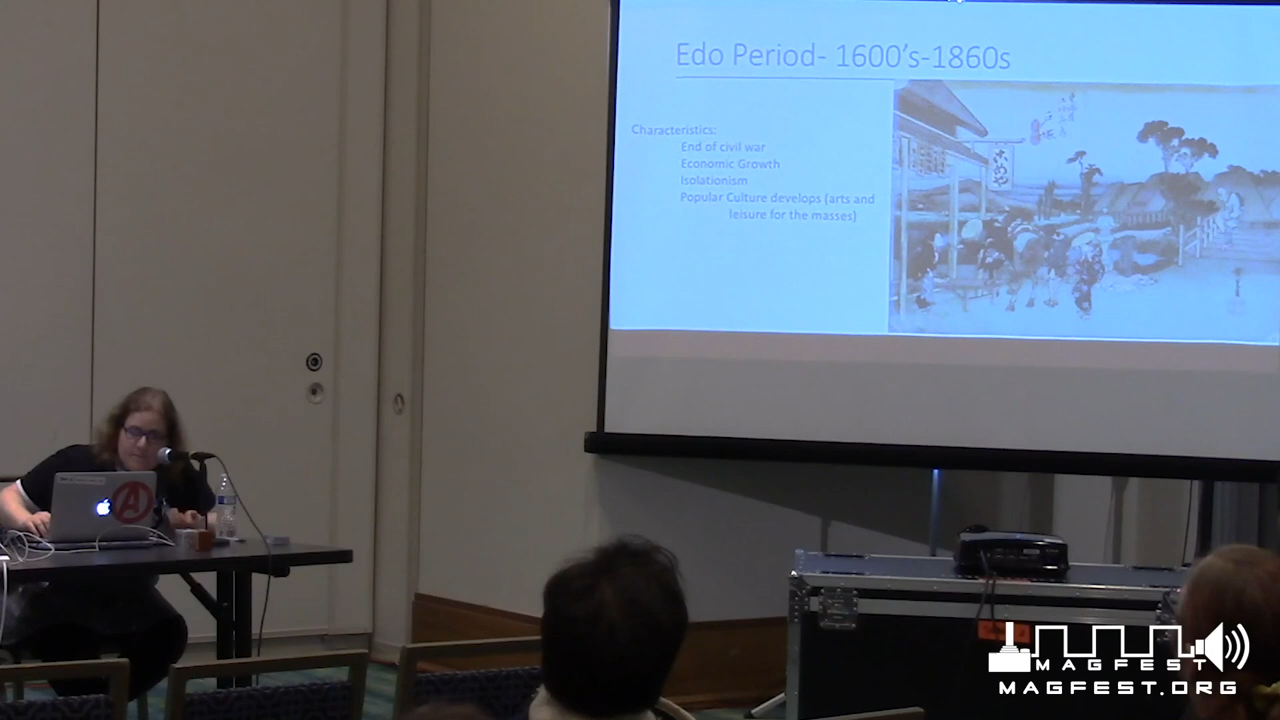 Edo Period- 1600's-1860s
Characteristics:
End of civil war
Economic Growth
Isolationism
Popular Culture develops (arts and
leisure for the masses)
MAGFEST
MAGFEST.ORG